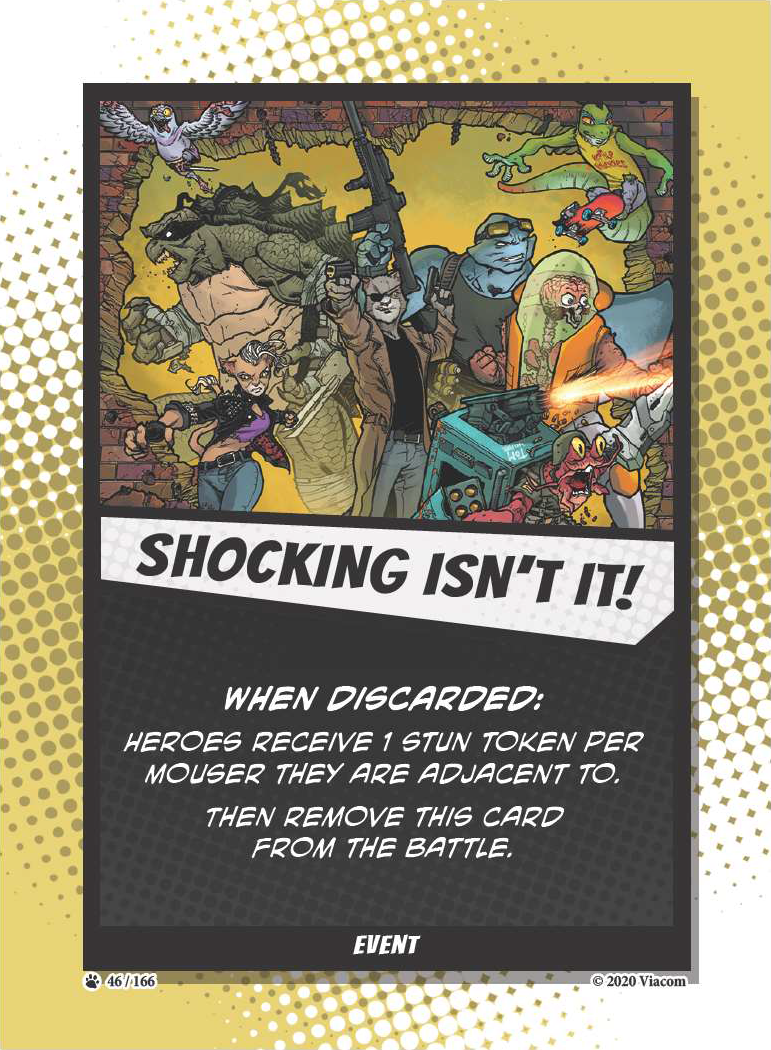 SHOCKING ISN'T IT!
WHEN DISCARDED:
HEROES RECEIVE 1 STUN TOKEN PER
MOUSER THEY ARE ADJACENT TO.
THEN REMOVE THIS CARD
FROM THE BATTLE.
EVENT
46 / 166
© 2020 Viacom